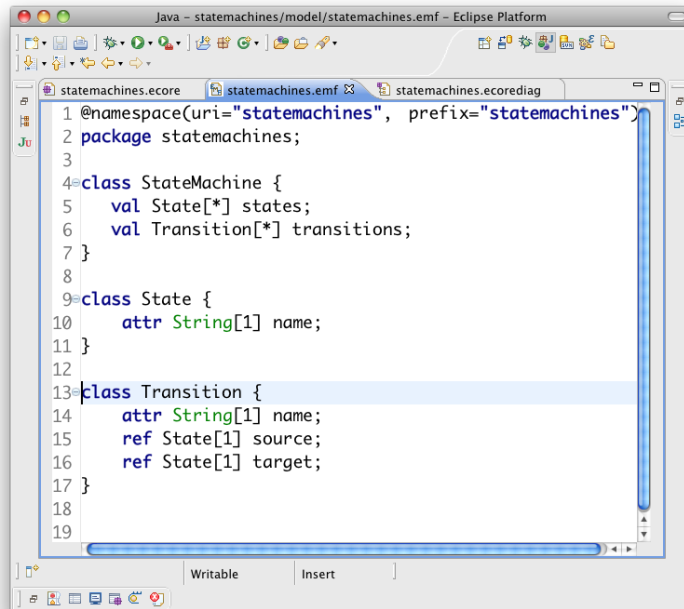 Java - statemachines/model/statemachines.emf - Eclipse Platform
statemachines.ecore
statemachines.emf
statemachines.ecorediag
1 @namespace(uri="statemachines", prefix="statemachines")
2 package statemachines;
3
4 class StateMachine {
5 val State[*] states;
6 val Transition[*] transitions;
7 }
8
9 class State {
10 attr String[1] name;
11 }
12
13 class Transition {
14 attr String[1] name;
15 ref State[1] source;
16 ref State[1] target;
17 }
18
19
Ju
Writable
Insert